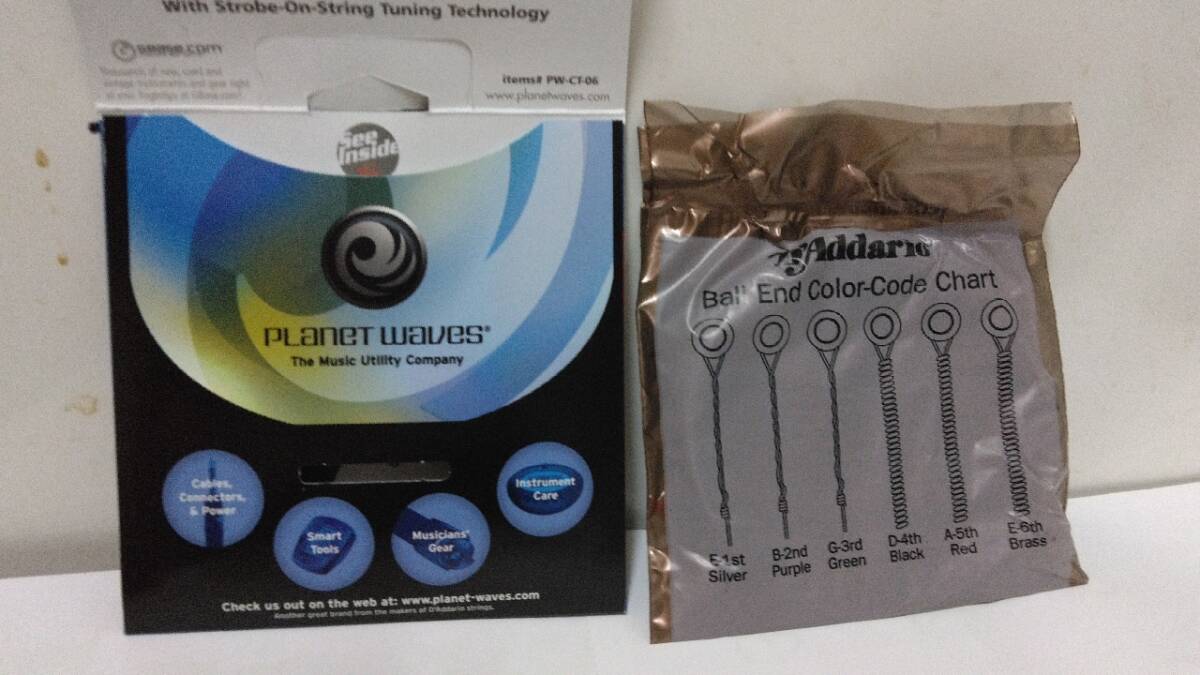 With Strobe-On-String Tuning Technology
items# PW-CT-06
www.planetwaves.com
See
Inside
PLANET WAVES®
The Music Utility Company
Cables,
Connectors,
& Power
Smart
Tools
Musicians'
Gear
Instrument
Care
Check us out on the web at: www.planet-waves.com
Another great brand from the makers of D'Addario strings.
D'Addario
Ball End Color-Code Chart
E-1st
Silver
B-2nd
Purple
G-3rd
Green
D-4th
Black
A-5th
Red
E-6th
Brass